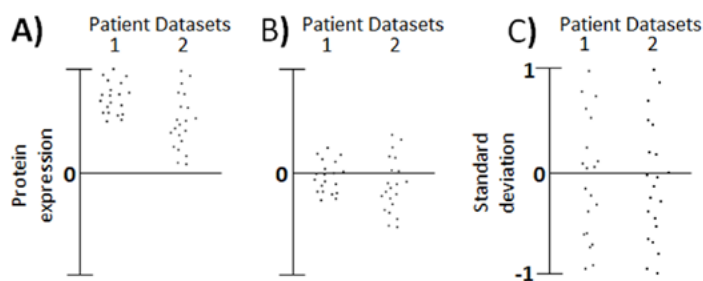 A)
Patient Datasets
1 2
Protein expression
0
B)
Patient Datasets
1 2
0
C)
Patient Datasets
1 2
Standard deviation
1
0
-1